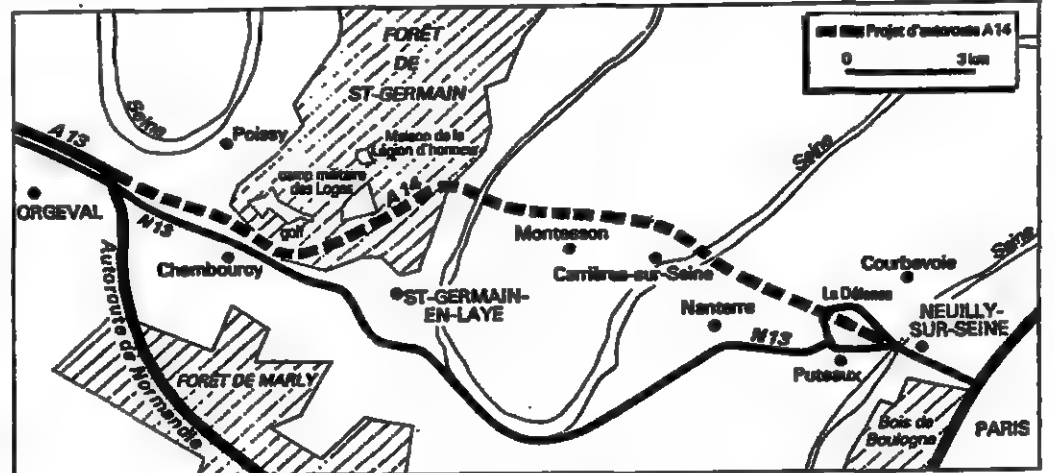 FORÊT
DE
ST-GERMAIN
Projet d'autoroute A14
0 3 km
Seine
Poissy
Maison de la
Légion d'honneur
camp militaire
des Loges
A 13
A 14
Seine
ORGEVAL
N13
golf
Chambourcy
Montesson
Carrières-sur-Seine
Courbevoie
Seine
ST-GERMAIN-
EN-LAYE
Nanterre
La Défense
NEUILLY-
SUR-SEINE
N13
Puteaux
Autoroute de Normandie
FORÊT DE MARLY
Bois de
Boulogne
PARIS